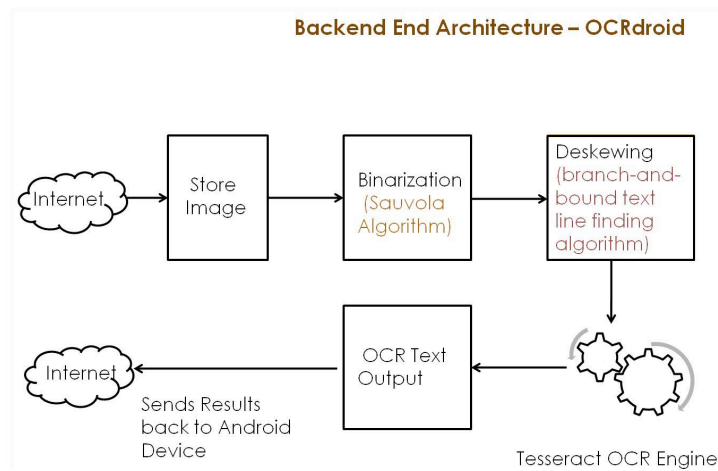 Backend End Architecture – OCRdroid
Internet
Store
Image
Binarization
(Sauvola
Algorithm)
Deskewing
(branch-and-
bound text
line finding
algorithm)
Internet
Sends Results
back to Android
Device
OCR Text
Output
Tesseract OCR Engine